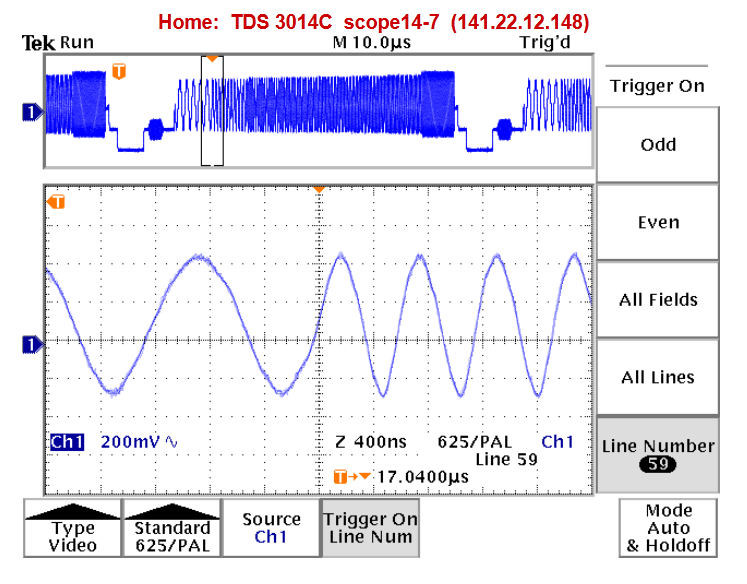 Home: TDS 3014C scope14-7 (141.22.12.148)
Tek Run M 10.0µs Trig'd
T
1
Trigger On
Odd
Even
All Fields
All Lines
Line Number
59
T
1
Ch1 200mV Z 400ns 625/PAL Ch1
Line 59
T 17.0400µs
Type
Video
Standard
625/PAL
Source
Ch1
Trigger On
Line Num
Mode
Auto
& Holdoff